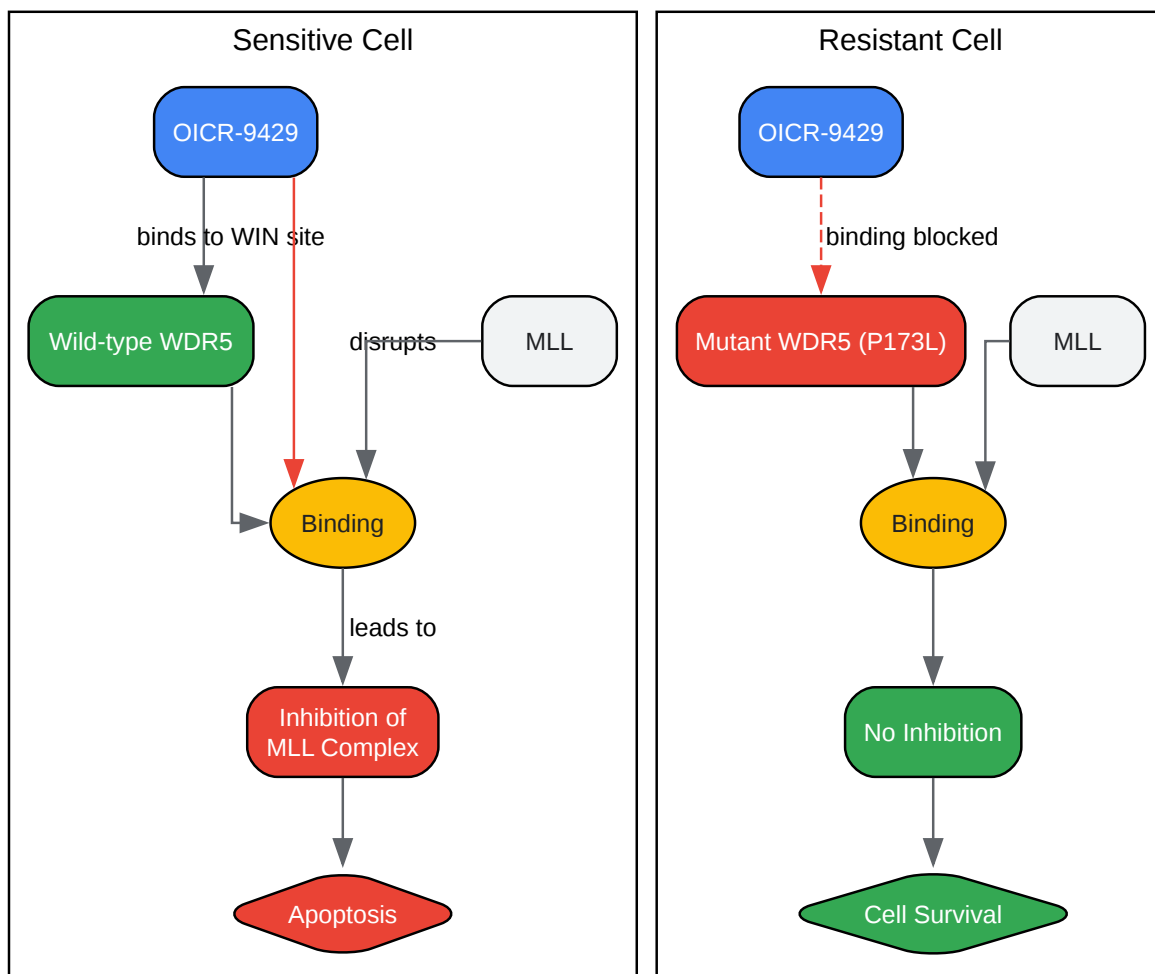 Sensitive Cell
OICR-9429
binds to WIN site
Wild-type WDR5
disrupts
MLL
Binding
leads to
Inhibition of
MLL Complex
Apoptosis
Resistant Cell
OICR-9429
binding blocked
Mutant WDR5 (P173L)
MLL
Binding
No Inhibition
Cell Survival